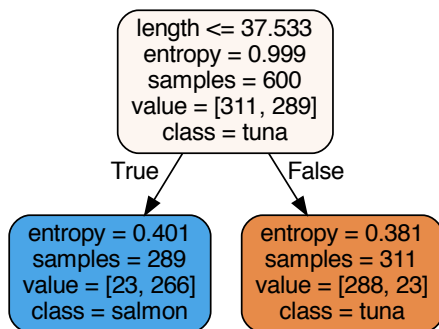 length <= 37.533
entropy = 0.999
samples = 600
value = [311, 289]
class = tuna
True
False
entropy = 0.401
samples = 289
value = [23, 266]
class = salmon
entropy = 0.381
samples = 311
value = [288, 23]
class = tuna